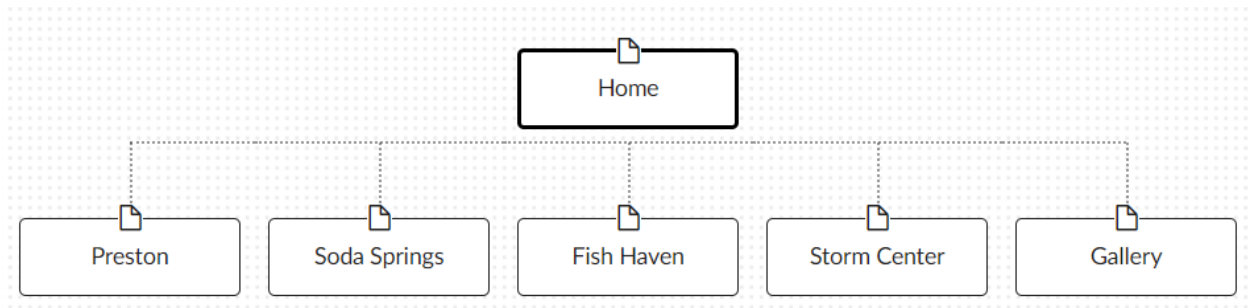 Home
Preston
Soda Springs
Fish Haven
Storm Center
Gallery